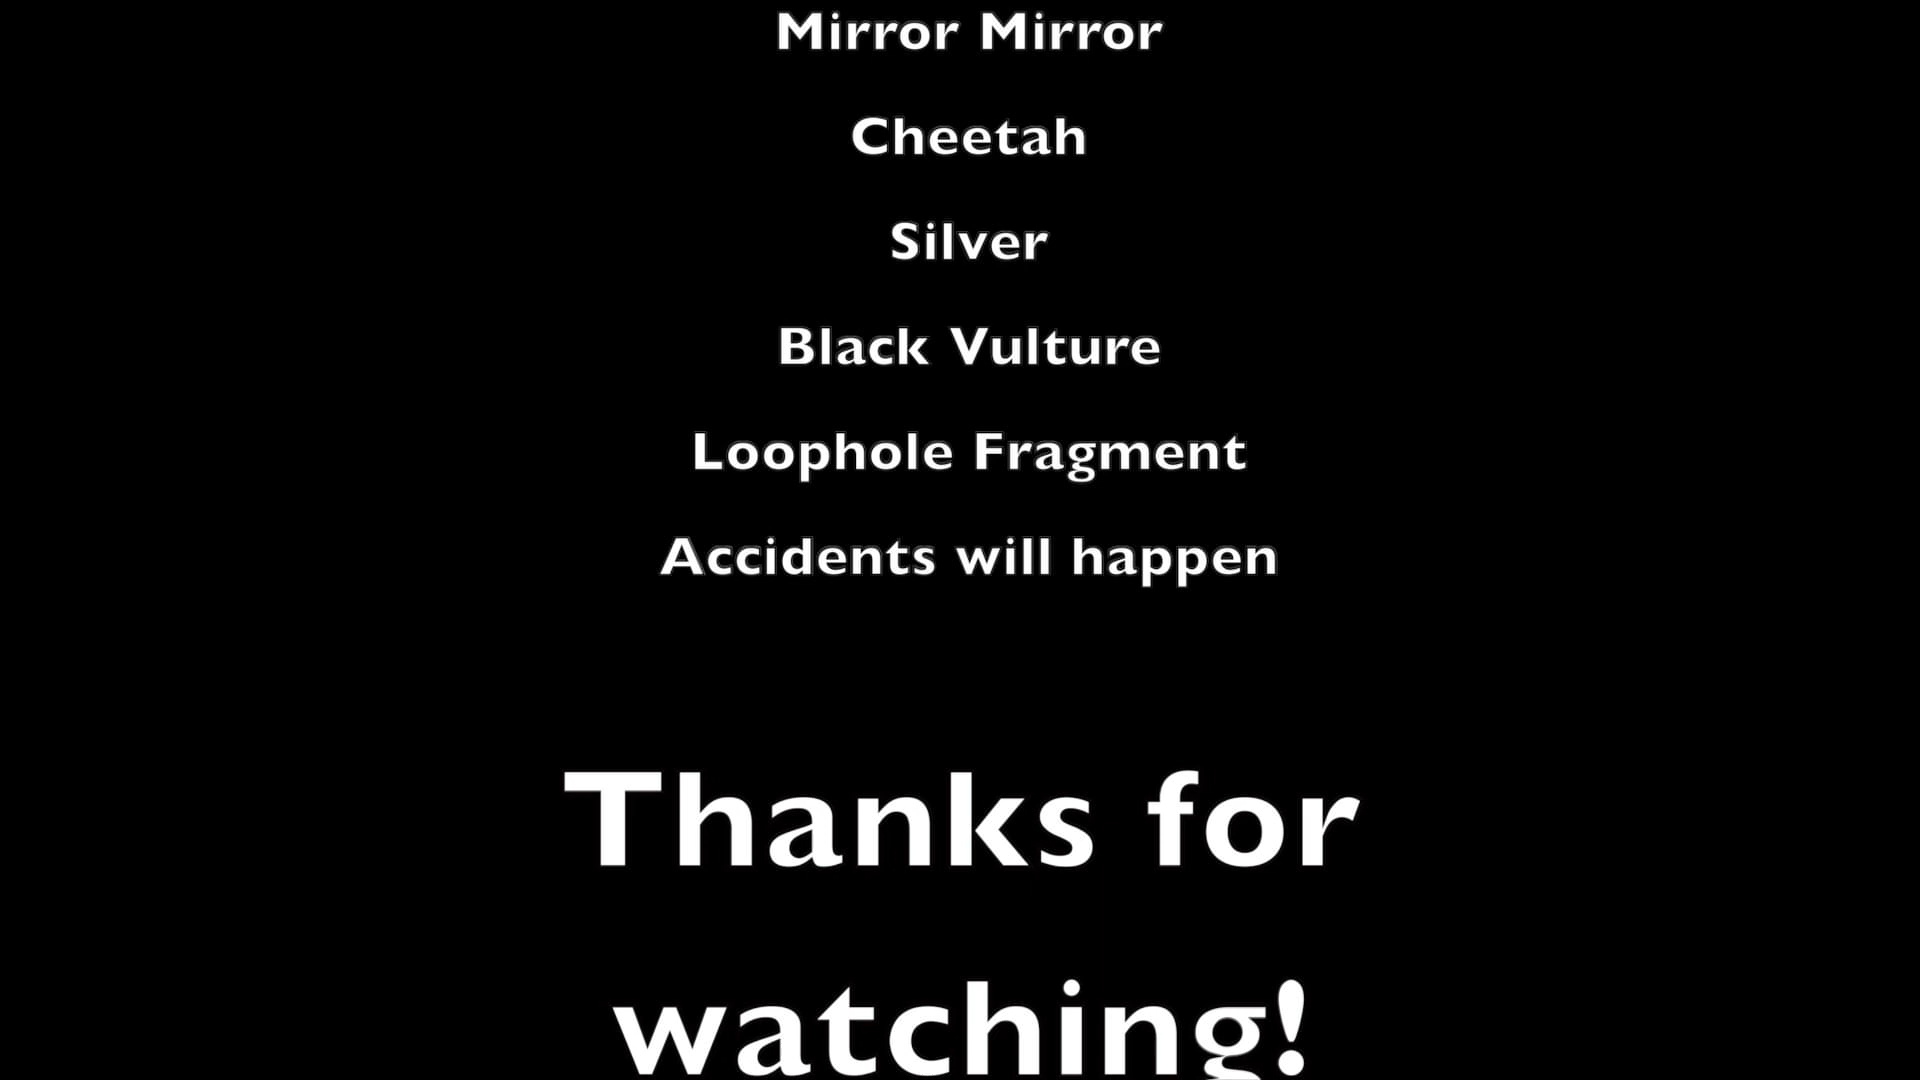 Mirror Mirror
Cheetah
Silver
Black Vulture
Loophole Fragment
Accidents will happen
Thanks for
watching!